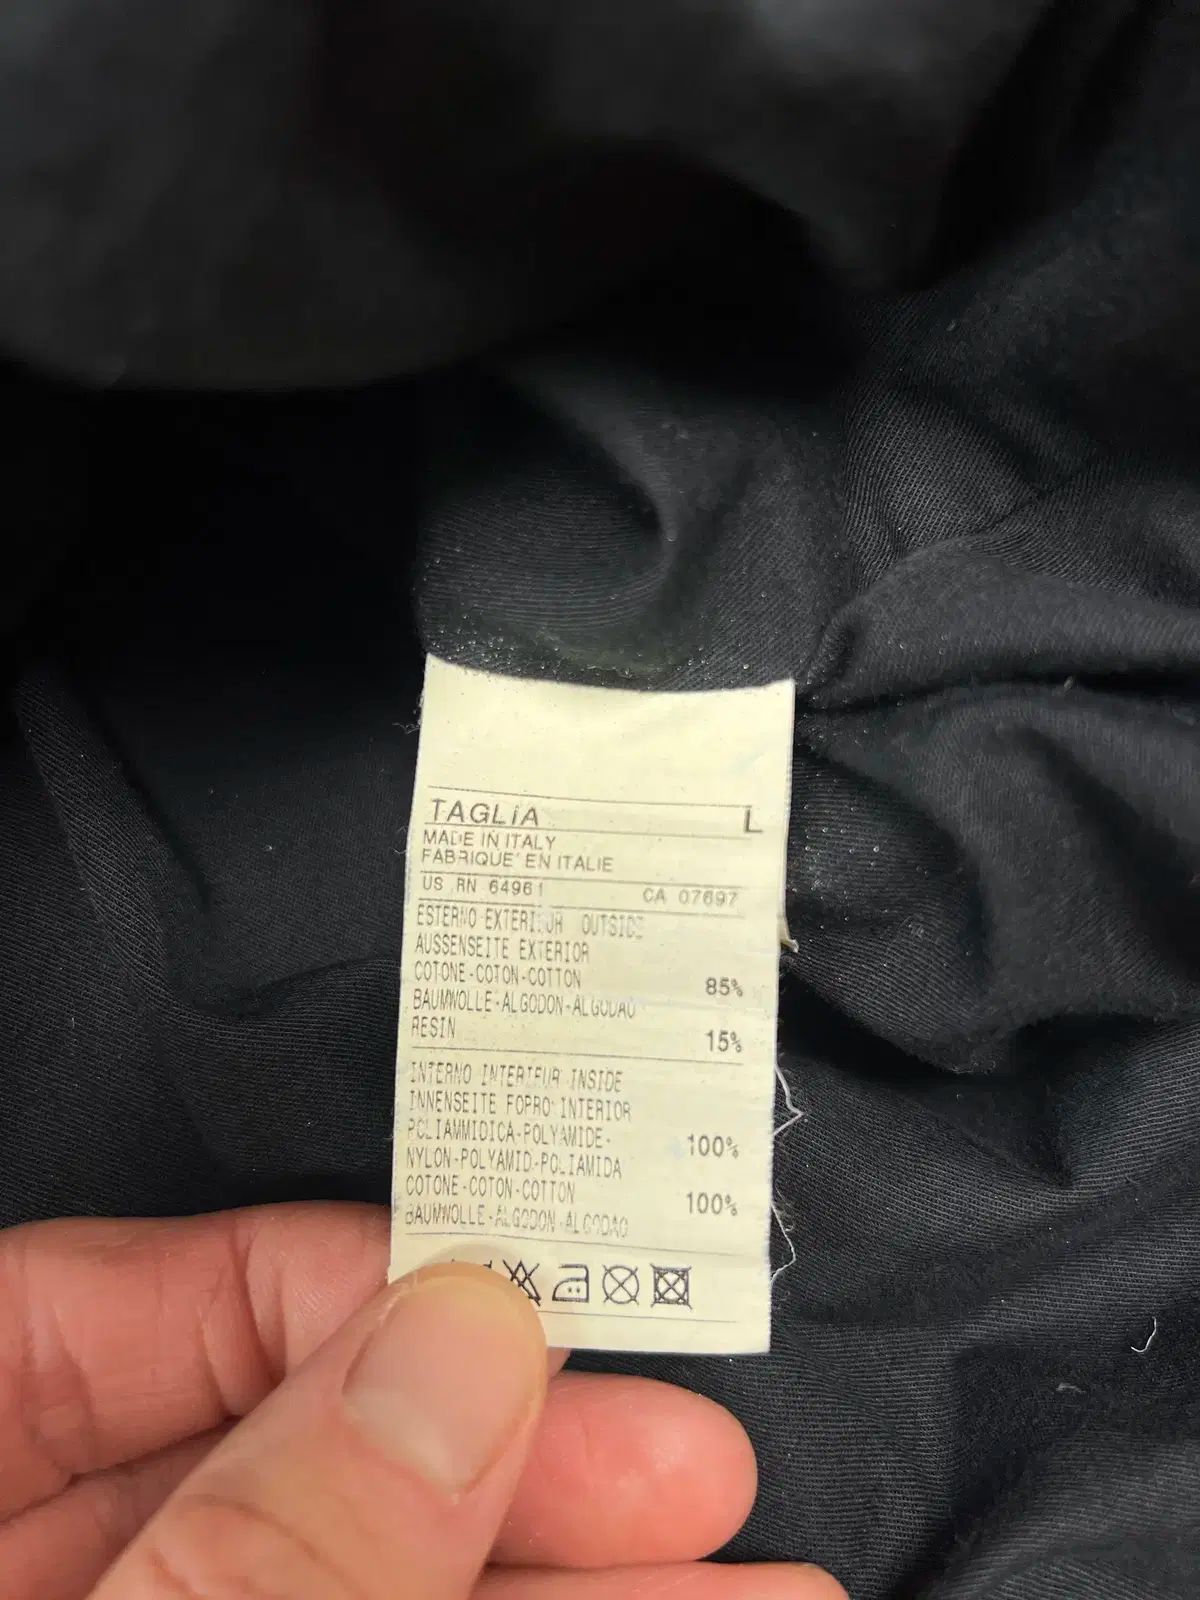 TAGLIA L
MADE IN ITALY
FABRIQUE' EN ITALIE
US RN 64961 CA 07697
ESTERNO EXTERIEUR OUTSIDE
AUSSENSEITE EXTERIOR
COTONE-COTON-COTTON 85%
BAUMWOLLE-ALGODON-ALGODAO
RESIN 15%
INTERNO INTERIEUR INSIDE
INNENSEITE FORRO INTERIOR
POLIAMMIDICA-POLYAMIDE- 100%
NYLON-POLYAMID-POLIAMIDA
COTONE-COTON-COTTON 100%
BAUMWOLLE-ALGODON-ALGODAO